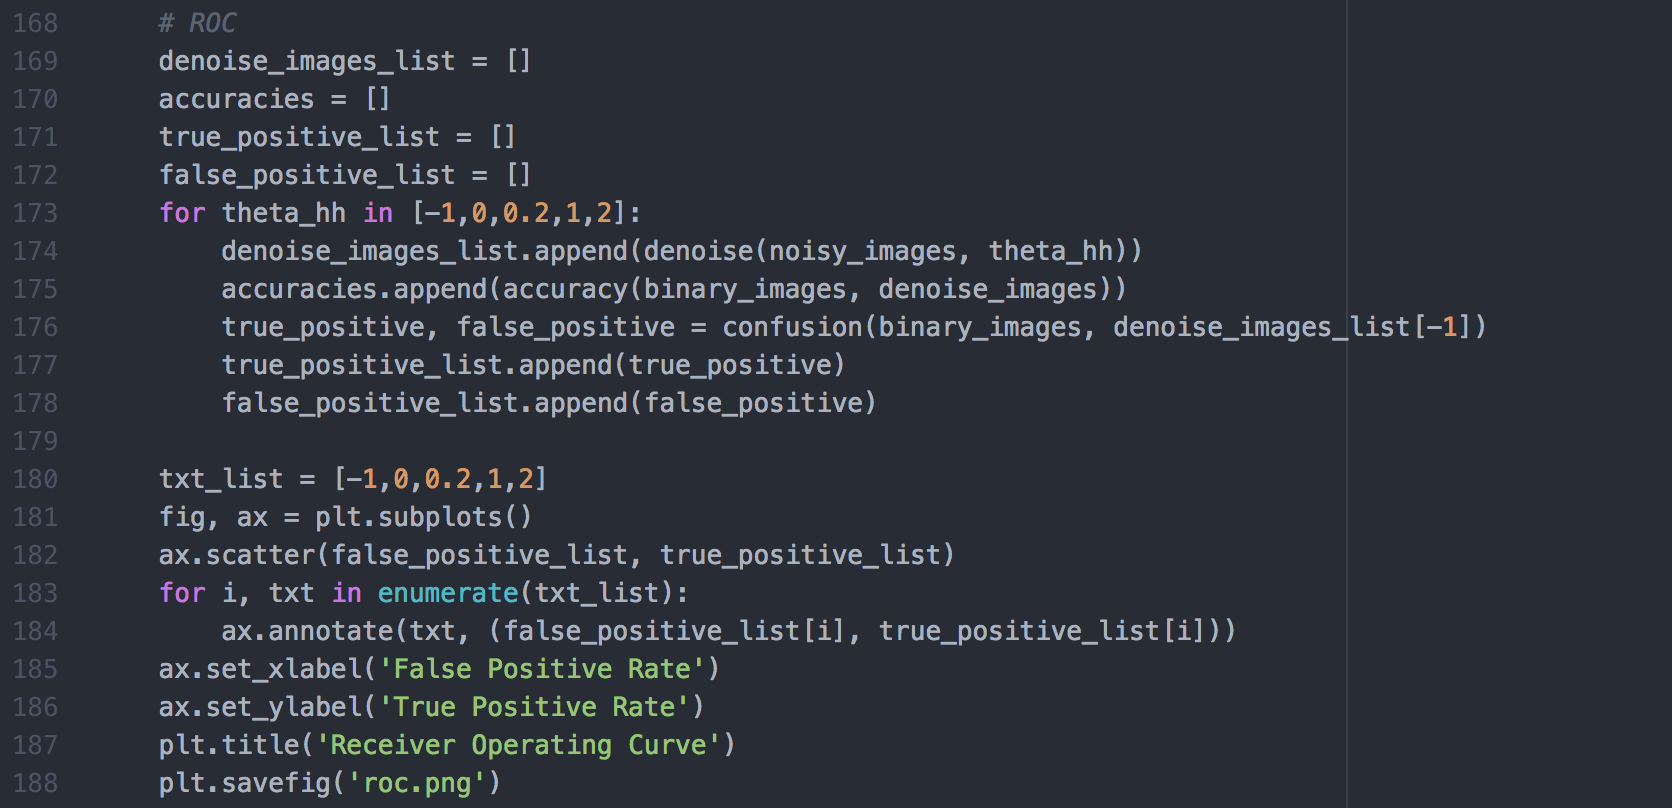 168 # ROC
169 denoise_images_list = []
170 accuracies = []
171 true_positive_list = []
172 false_positive_list = []
173 for theta_hh in [-1,0,0.2,1,2]:
174     denoise_images_list.append(denoise(noisy_images, theta_hh))
175     accuracies.append(accuracy(binary_images, denoise_images))
176     true_positive, false_positive = confusion(binary_images, denoise_images_list[-1])
177     true_positive_list.append(true_positive)
178     false_positive_list.append(false_positive)
179
180 txt_list = [-1,0,0.2,1,2]
181 fig, ax = plt.subplots()
182 ax.scatter(false_positive_list, true_positive_list)
183 for i, txt in enumerate(txt_list):
184     ax.annotate(txt, (false_positive_list[i], true_positive_list[i]))
185 ax.set_xlabel('False Positive Rate')
186 ax.set_ylabel('True Positive Rate')
187 plt.title('Receiver Operating Curve')
188 plt.savefig('roc.png')